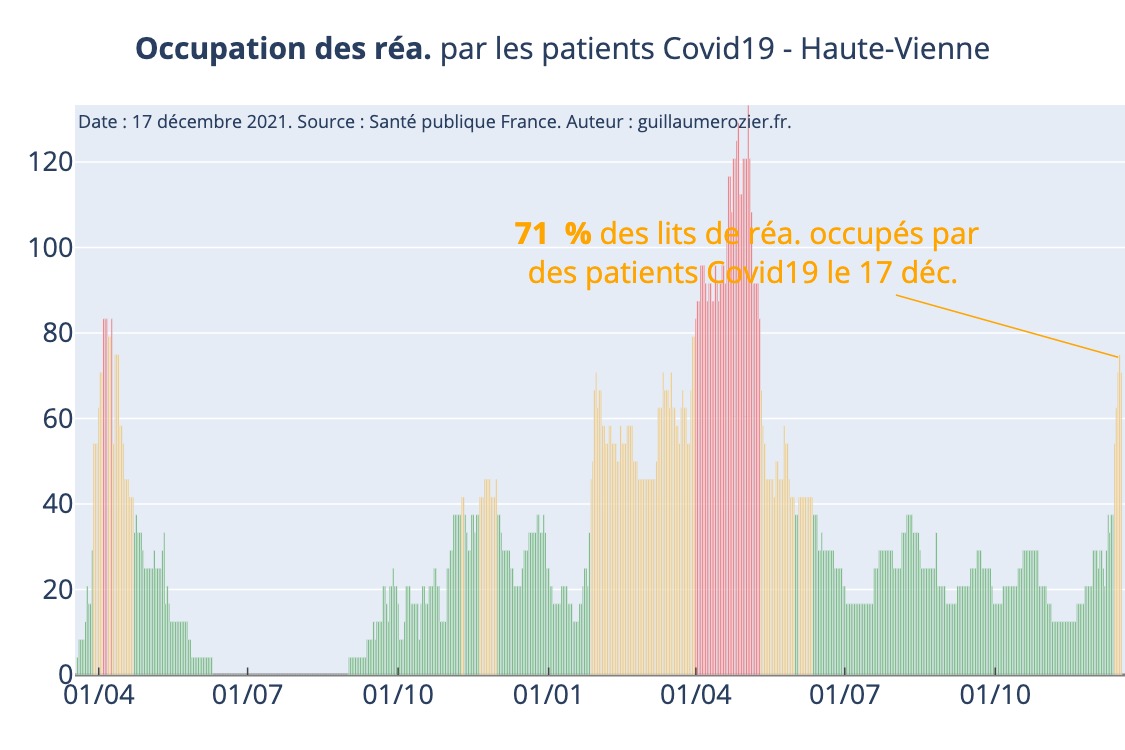 Occupation des réa. par les patients Covid19 - Haute-Vienne
Date : 17 décembre 2021. Source : Santé publique France. Auteur : guillaumerozier.fr.
120
100
71 % des lits de réa. occupés par
des patients Covid19 le 17 déc.
80
60
40
20
0
01/04 01/07 01/10 01/01 01/04 01/07 01/10